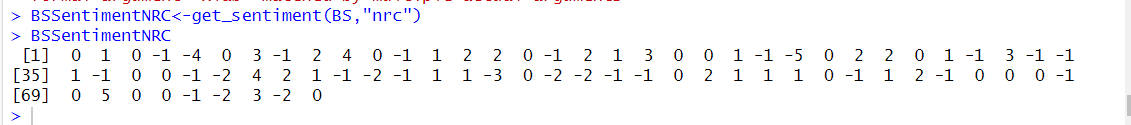 > BSSentimentNRC<-get_sentiment(BS,"nrc")
> BSSentimentNRC
[1] 0 1 0 -1 -4 0 3 -1 2 4 0 -1 1 2 2 0 -1 2 1 3 0 0 1 -1 -5 0 2 2 0 1 -1 3 -1 -1
[35] 1 -1 0 0 -1 -2 4 2 1 -1 -2 -1 1 1 -3 0 -2 -2 -1 -1 0 2 1 1 1 0 -1 1 2 -1 0 0 0 -1
[69] 0 5 0 0 -1 -2 3 -2 0
>